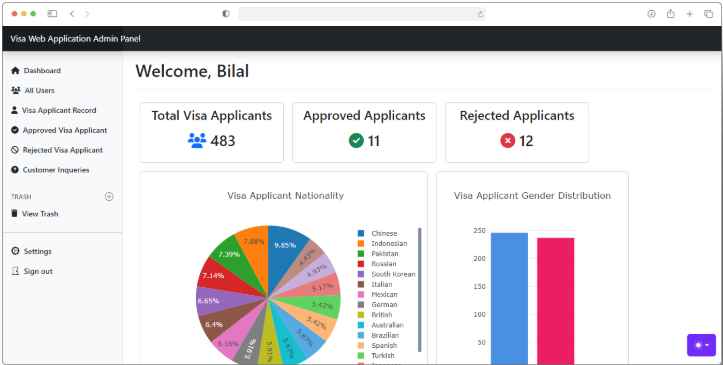 Visa Web Application Admin Panel
Dashboard
All Users
Visa Applicant Record
Approved Visa Applicant
Rejected Visa Applicant
Customer Inqueries
TRASH
View Trash
Settings
Sign out
Welcome, Bilal
Total Visa Applicants
483
Approved Applicants
11
Rejected Applicants
12
Visa Applicant Nationality
9.85%
7.88%
7.39%
7.14%
6.65%
6.4%
6.16%
5.91%
5.91%
5.67%
5.67%
5.42%
5.42%
5.17%
4.93%
4.43%
Chinese
Indonesian
Pakistan
Russian
South Korean
Italian
Mexican
German
British
Australian
Brazilian
Spanish
Turkish
Visa Applicant Gender Distribution
250
200
150
100
50